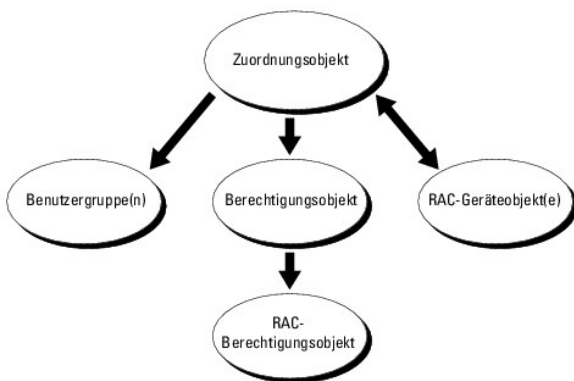 Zuordnungsobjekt
Benutzergruppe(n)
Berechtigungsobjekt
RAC-Geräteobjekt(e)
RAC-
Berechtigungsobjekt